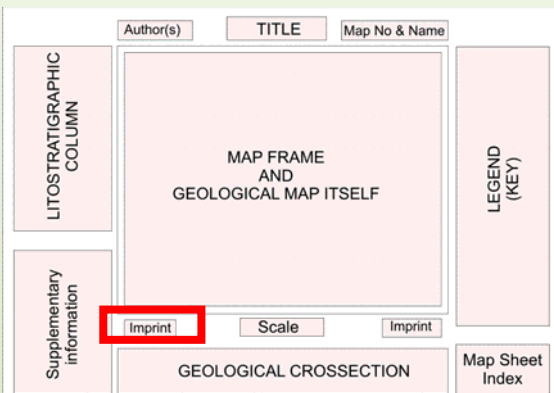 Author(s)
TITLE
Map No & Name
LITOSTRATIGRAPHIC
COLUMN
MAP FRAME
AND
GEOLOGICAL MAP ITSELF
LEGEND
(KEY)
Supplementary
information
Imprint
Scale
Imprint
GEOLOGICAL CROSSECTION
Map Sheet
Index